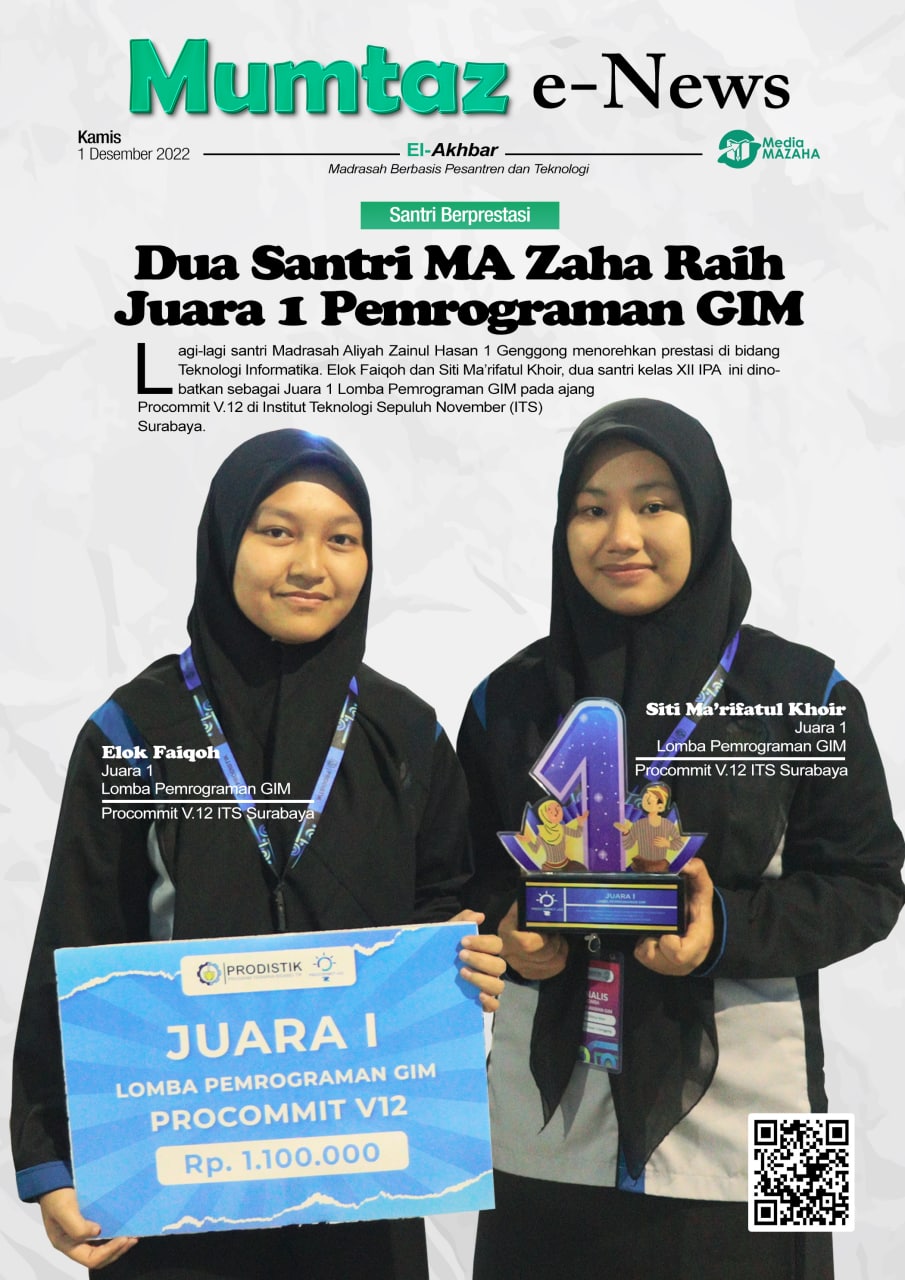 Mumtaz e-News
Kamis
1 Desember 2022
El-Akhbar
Madrasah Berbasis Pesantren dan Teknologi
Media
MAZAHA
Santri Berprestasi
Dua Santri MA Zaha Raih
Juara 1 Pemrograman GIM
Lagi-lagi santri Madrasah Aliyah Zainul Hasan 1 Genggong menorehkan prestasi di bidang
Teknologi Informatika. Elok Faiqoh dan Siti Ma'rifatul Khoir, dua santri kelas XII IPA ini dino-
batkan sebagai Juara 1 Lomba Pemrograman GIM pada ajang
Procommit V.12 di Institut Teknologi Sepuluh November (ITS)
Surabaya.
Siti Ma'rifatul Khoir
Juara 1
Lomba Pemrograman GIM
Procommit V.12 ITS Surabaya
Elok Faiqoh
Juara 1
Lomba Pemrograman GIM
Procommit V.12 ITS Surabaya
1
JUARA I
LOMBA PEMROGRAMAN GIM
PRODISTIK
JUARA I
LOMBA PEMROGRAMAN GIM
PROCOMMIT V12
Rp. 1.100.000